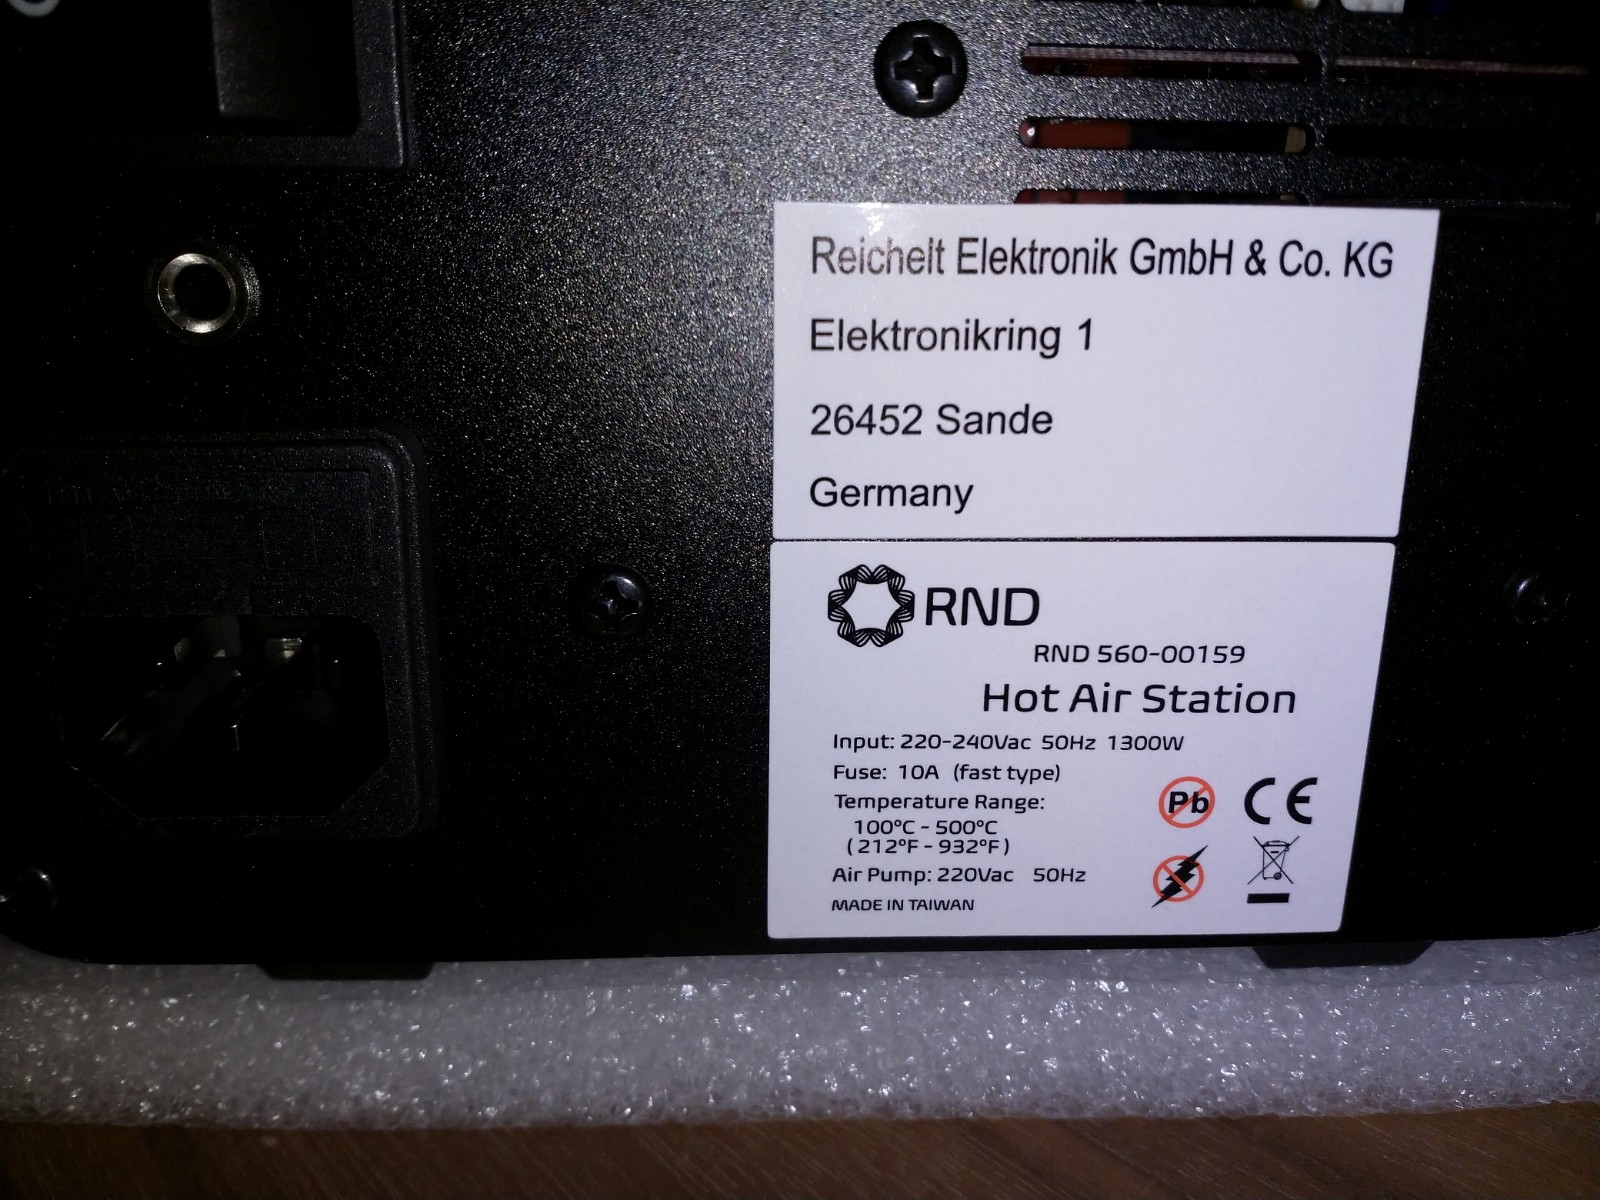 Reichelt Elektronik GmbH & Co. KG
Elektronikring 1
26452 Sande
Germany
RND
RND 560-00159
Hot Air Station
Input: 220-240Vac 50Hz 1300W
Fuse: 10A (fast type)
Temperature Range:
100°C - 500°C
( 212°F - 932°F )
Air Pump: 220Vac 50Hz
MADE IN TAIWAN
Pb
CE